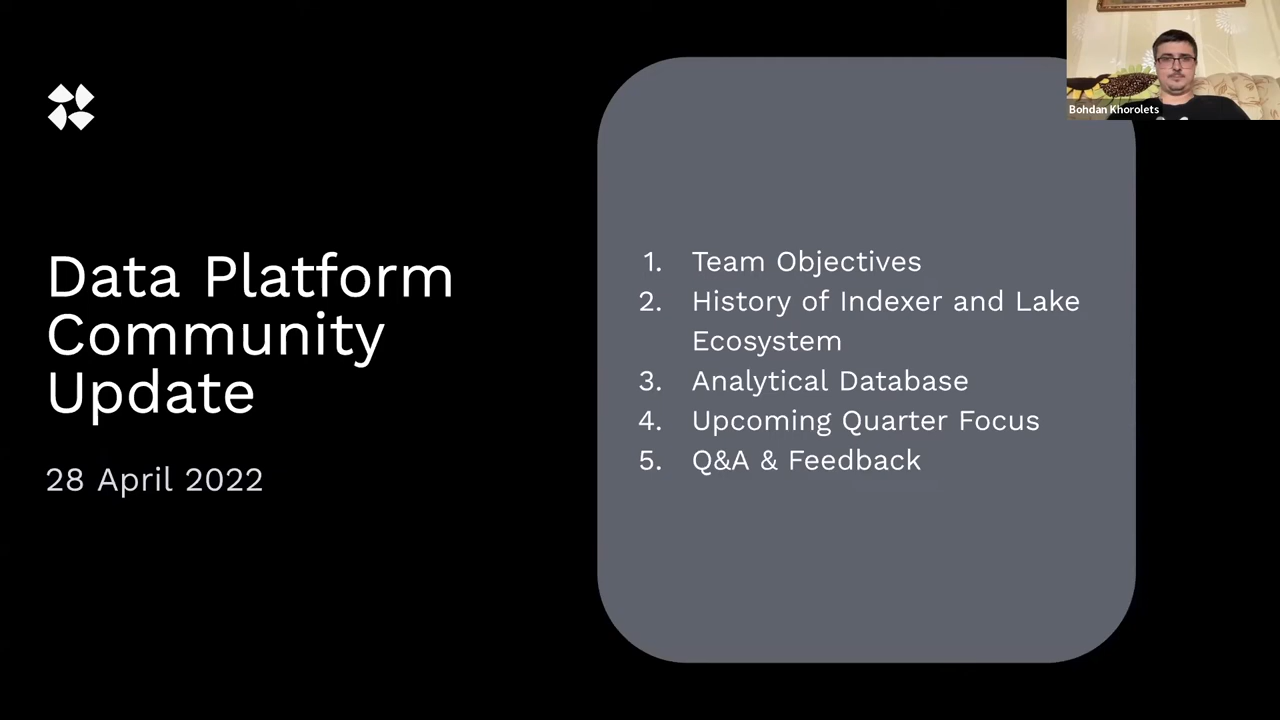 Data Platform
Community
Update
28 April 2022
1. Team Objectives
2. History of Indexer and Lake
Ecosystem
3. Analytical Database
4. Upcoming Quarter Focus
5. Q&A & Feedback
Bohdan Khorolets